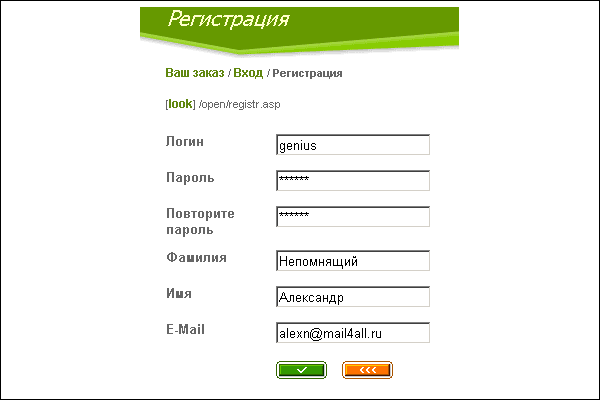 Регистрация
Ваш заказ / Вход / Регистрация
[look] /open/registr.asp
Логин genius
Пароль ******
Повторите ******
пароль
Фамилия Непомнящий
Имя Александр
E-Mail alexn@mail4all.ru